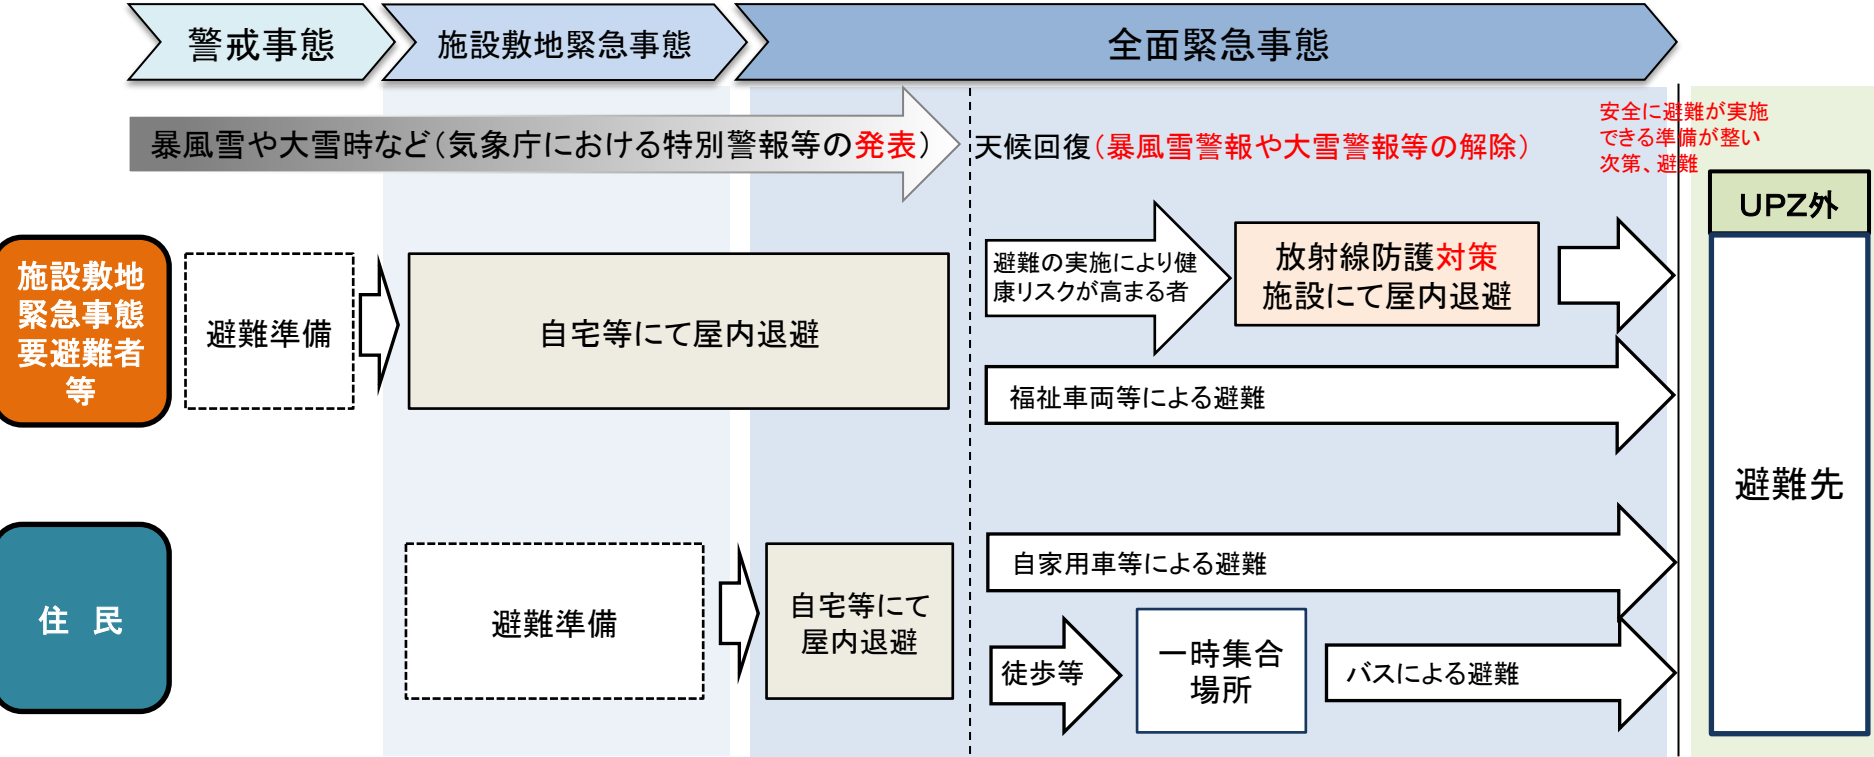 警戒事態
施設敷地緊急事態
全面緊急事態
暴風雪や大雪時など（気象庁における特別警報等の発表）
天候回復（暴風雪警報や大雪警報等の解除）
安全に避難が実施
できる準備が整い
次第、避難
UPZ外
施設敷地
緊急事態
要避難者
等
避難準備
自宅等にて屋内退避
避難の実施により健
康リスクが高まる者
放射線防護対策
施設にて屋内退避
福祉車両等による避難
避難先
住 民
避難準備
自宅等にて
屋内退避
自家用車等による避難
徒歩等
一時集合
場所
バスによる避難